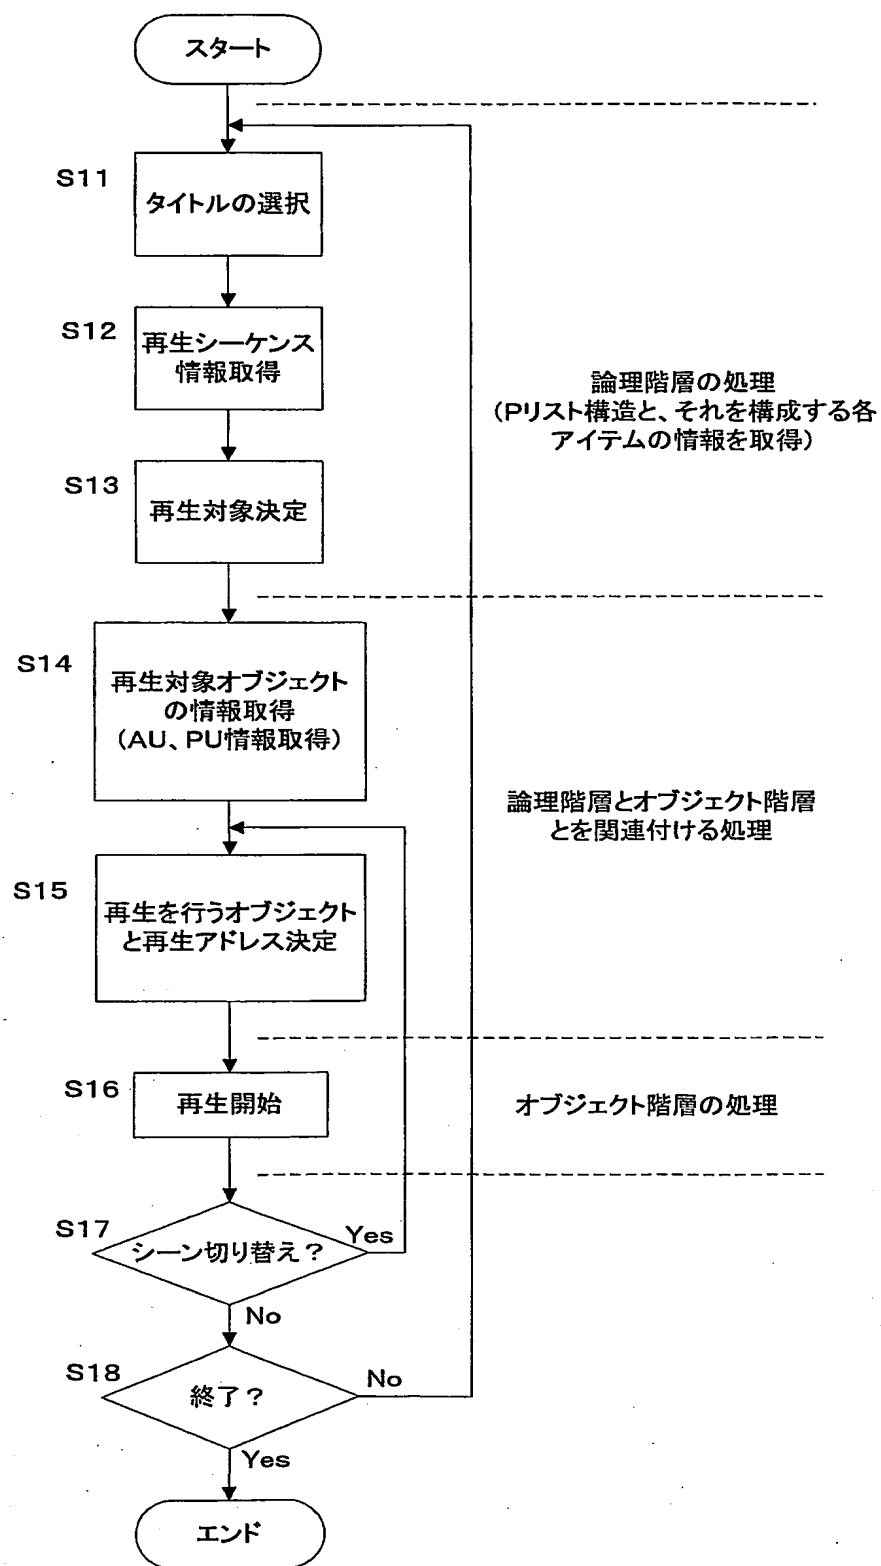 スタート
S11
タイトルの選択
S12
再生シーケンス
情報取得
論理階層の処理
(Pリスト構造と、それを構成する各
アイテムの情報を取得)
S13
再生対象決定
S14
再生対象オブジェクト
の情報取得
(AU、PU情報取得)
論理階層とオブジェクト階層
とを関連付ける処理
S15
再生を行うオブジェクト
と再生アドレス決定
S16
再生開始
オブジェクト階層の処理
S17
シーン切り替え？
Yes
No
S18
終了？
No
Yes
エンド